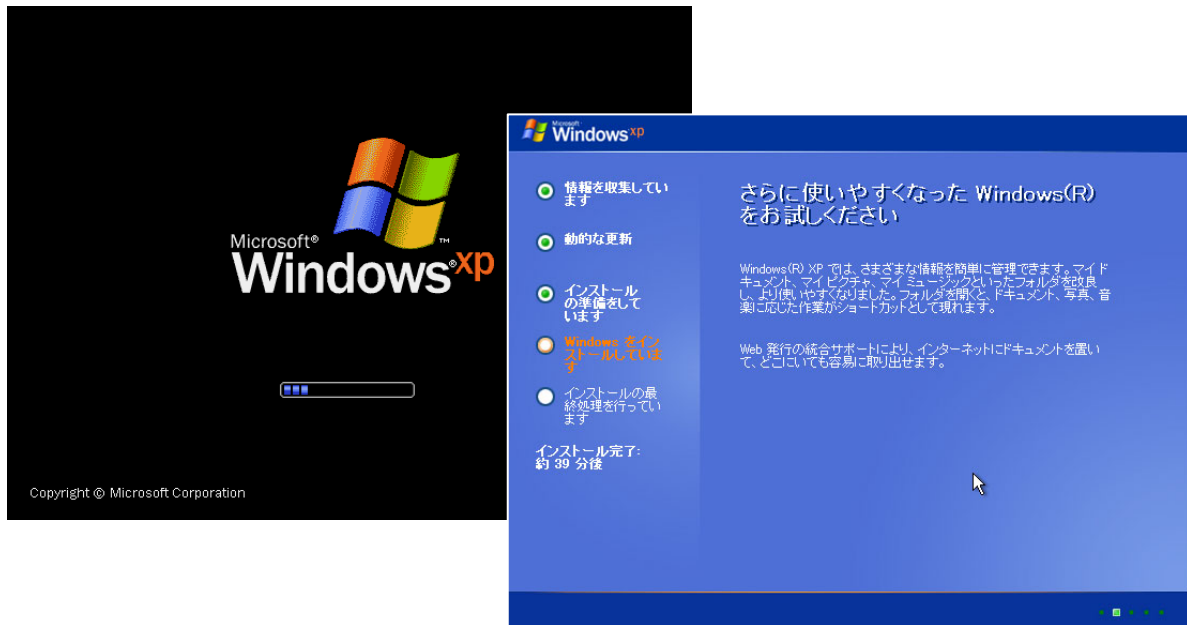 Microsoft®
Windows®xp
™
Copyright © Microsoft Corporation
Microsoft
Windows xp
情報を収集してい
ます
動的な更新
インストール
の準備をして
います
Windows をイン
ストールしていま
す
インストールの最
終処理を行ってい
ます
インストール完了:
約 39 分後
さらに使いやすくなった Windows(R)
をお試しください
Windows(R) XP では、さまざまな情報を簡単に管理できます。マイ ド
キュメント、マイ ピクチャ、マイ ミュージックといったフォルダを改良
し、より使いやすくなりました。フォルダを開くと、ドキュメント、写真、音
楽に応じた作業がショートカットとして現れます。
Web 発行の統合サポートにより、インターネットにドキュメントを置い
て、どこにいても容易に取り出せます。